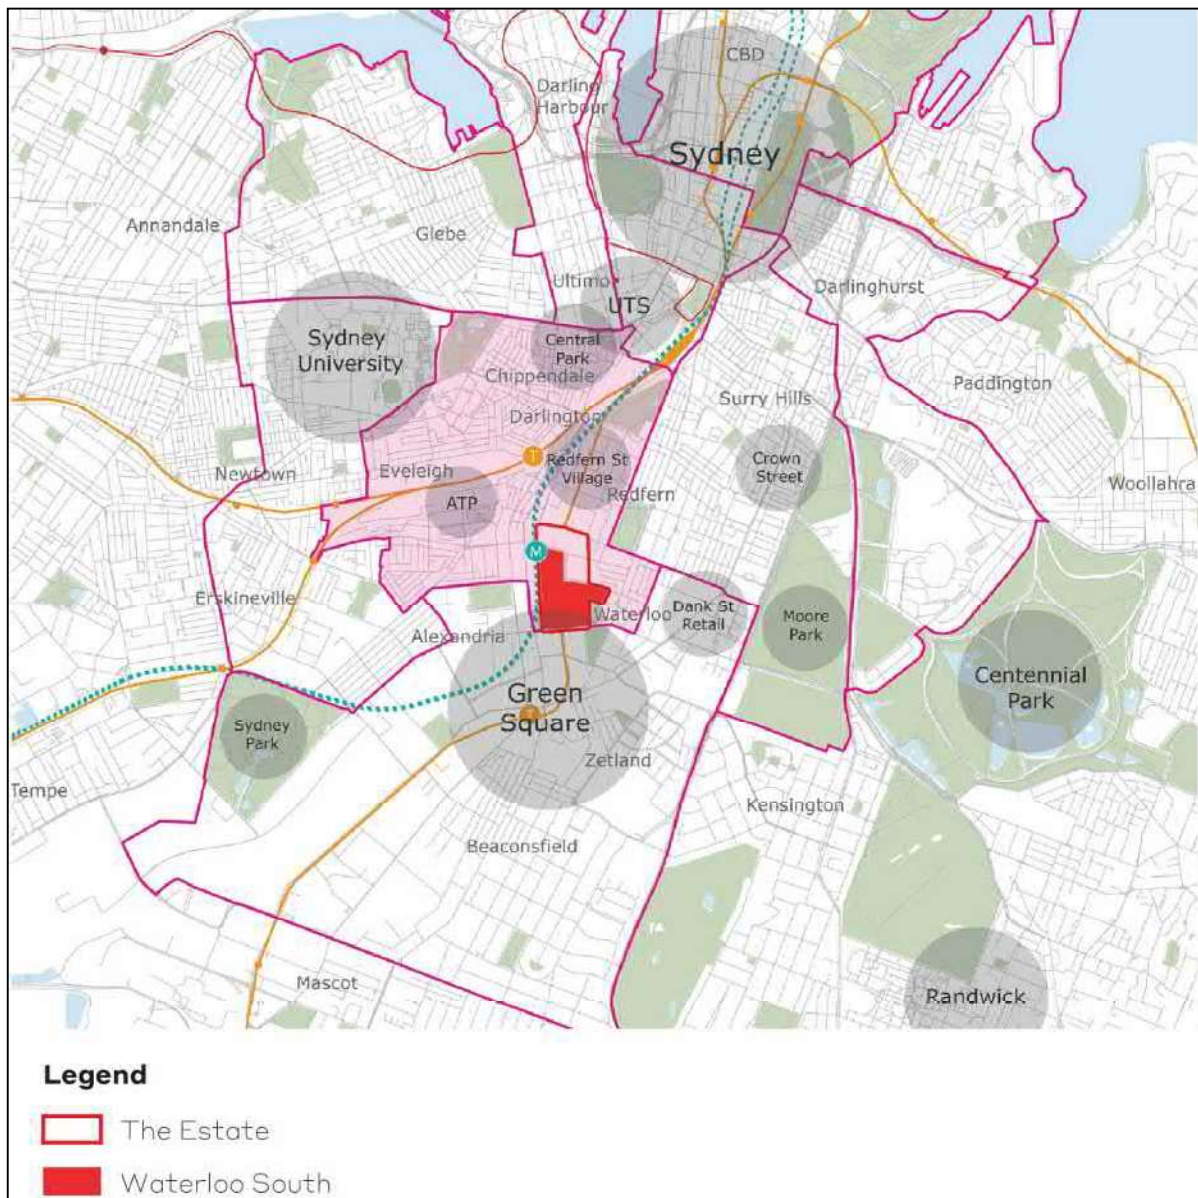 CBD
Darling
Harbour
Sydney
Annandale
Glebe
Ultimo
UTS
Darlinghurst
Sydney
University
Central
Park
Chippendale
Paddington
Surry Hills
Darlington
T
Newtown
Eveleigh
Redfern St
Village
Crown
Street
Woollahra
ATP
Redfern
M
Erskineville
Waterloo
Dank St
Retail
Moore
Park
Alexandria
Centennial
Park
Green
Square
T
Sydney
Park
Zetland
Tempe
Kensington
Beaconsfield
Mascot
Randwick
Legend
The Estate
Waterloo South